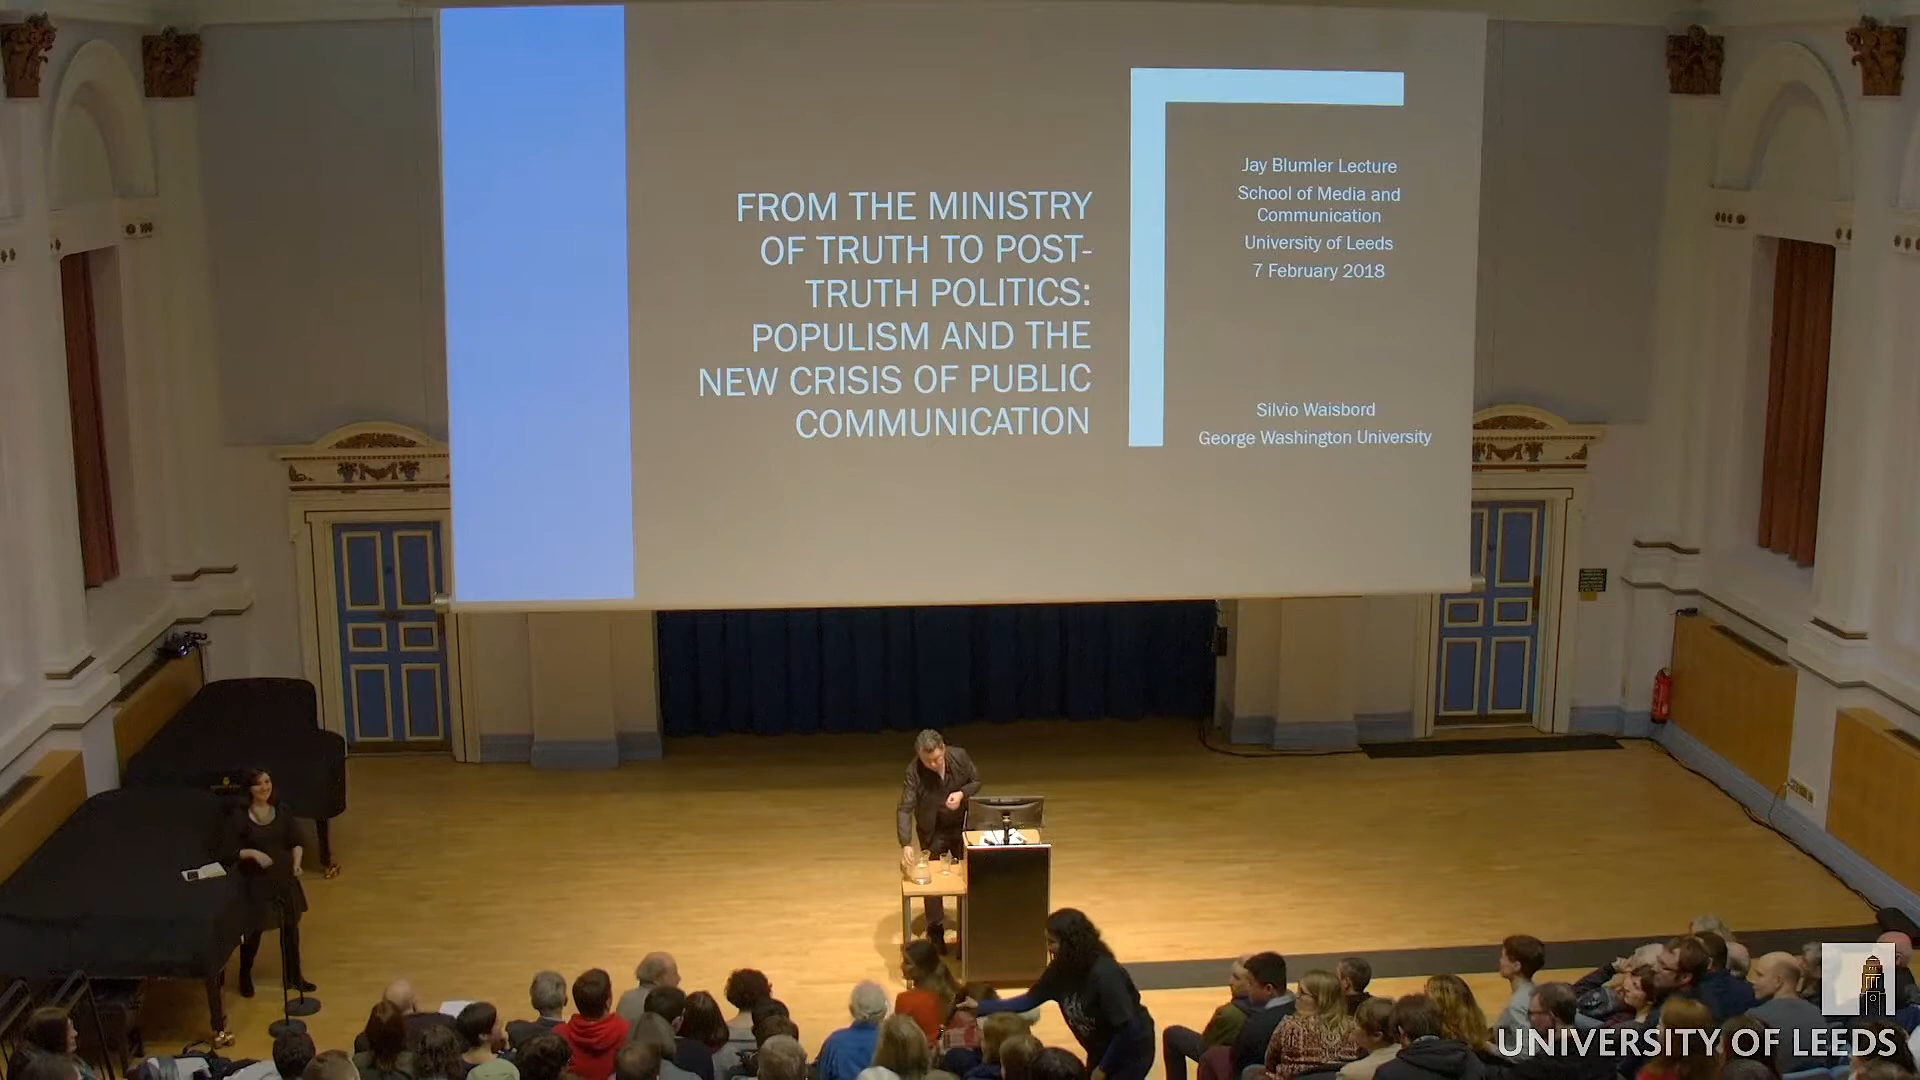 FROM THE MINISTRY
OF TRUTH TO POST-
TRUTH POLITICS:
POPULISM AND THE
NEW CRISIS OF PUBLIC
COMMUNICATION
Jay Blumler Lecture
School of Media and
Communication
University of Leeds
7 February 2018
Silvio Waisbord
George Washington University
UNIVERSITY OF LEEDS